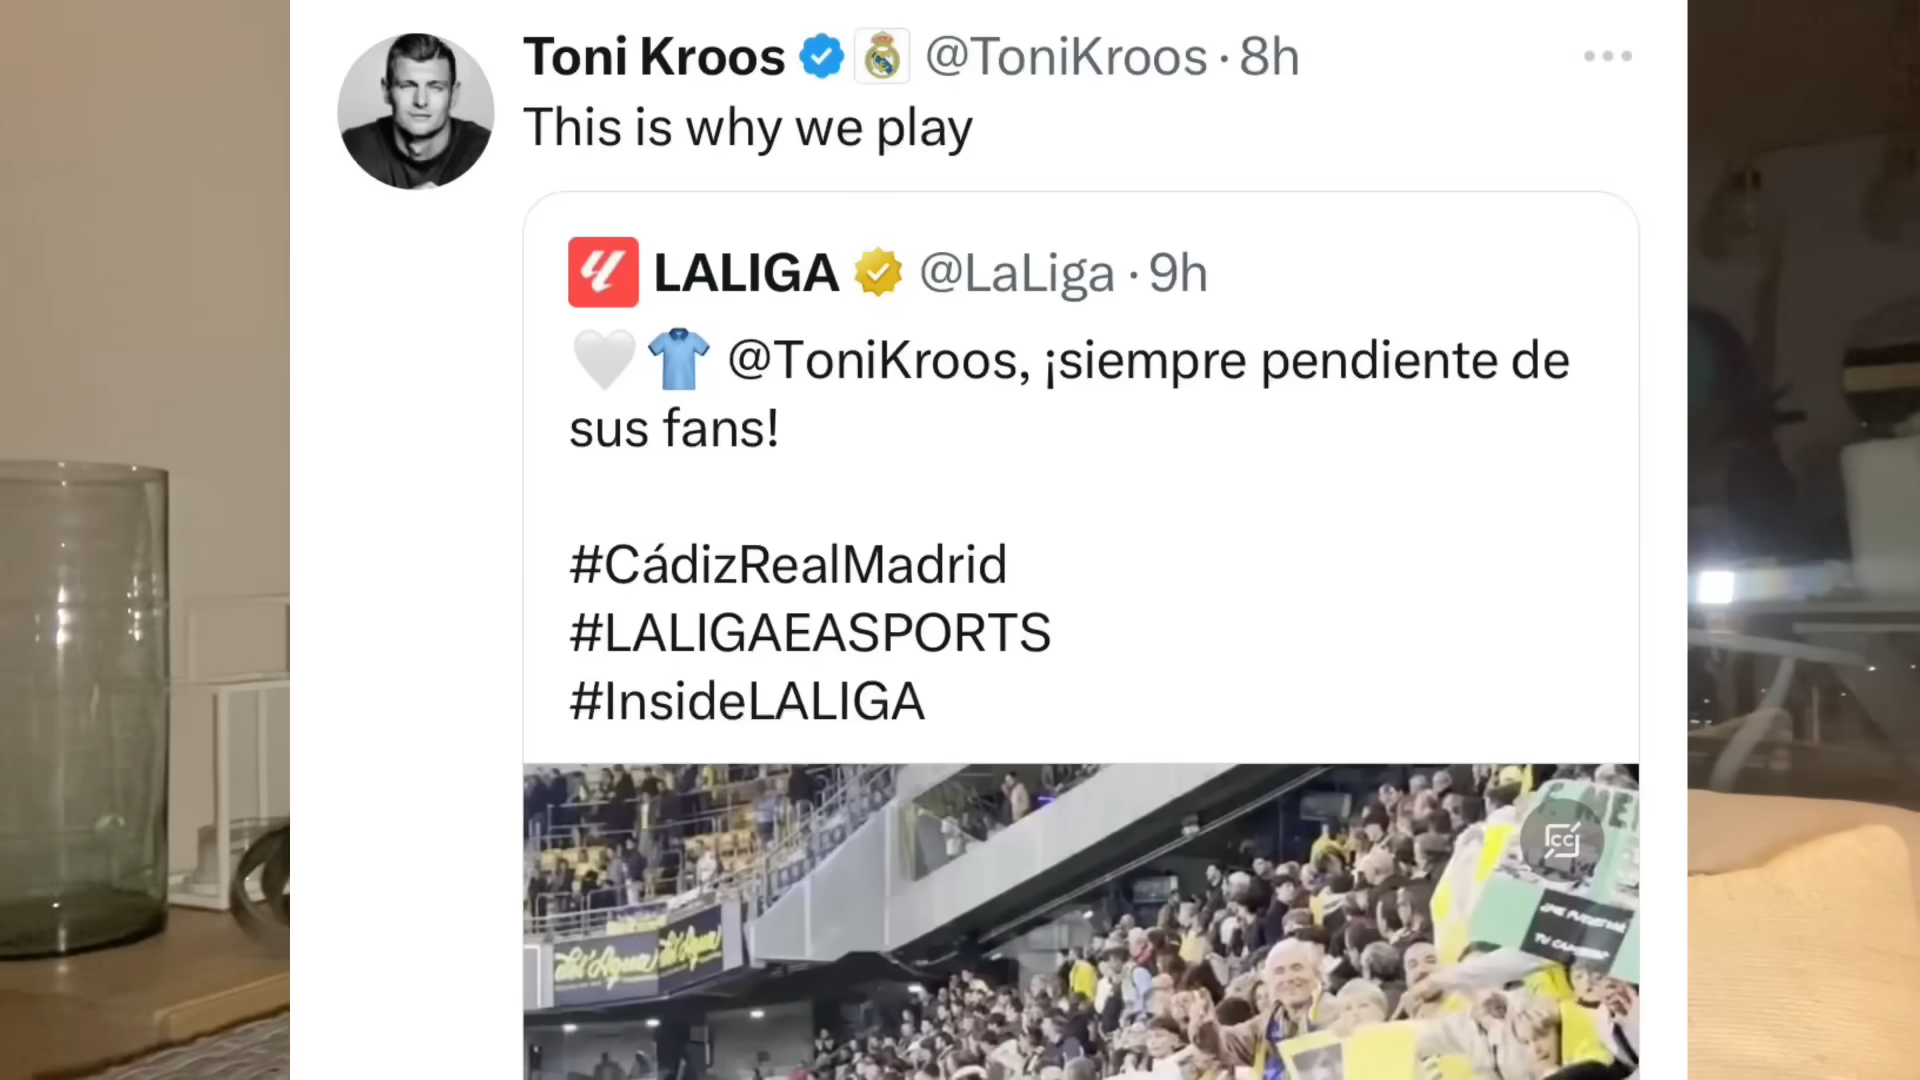 Toni Kroos @ToniKroos · 8h
This is why we play
LALIGA @LaLiga · 9h
@ToniKroos, ¡siempre pendiente de
sus fans!
#CádizRealMadrid
#LALIGAEASPORTS
#InsideLALIGA
CC